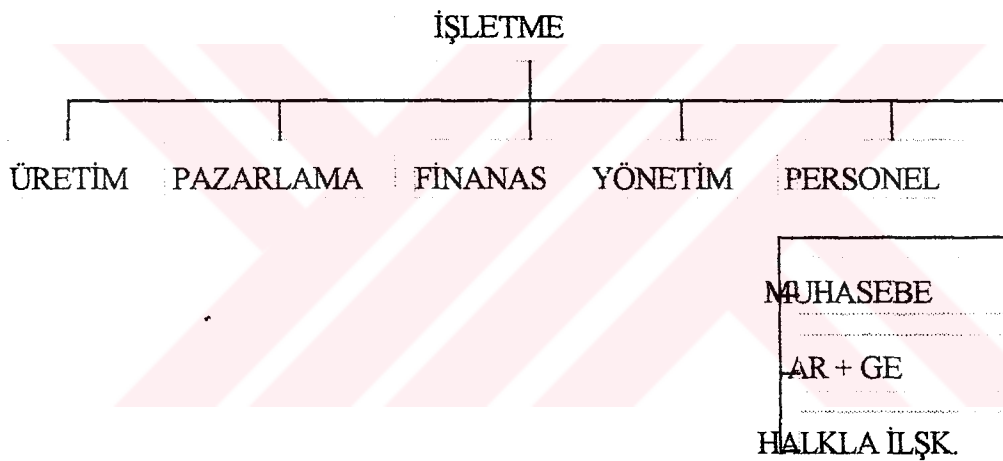 İŞLETME
ÜRETİM PAZARLAMA FİNANAS YÖNETİM PERSONEL
MUHASEBE
AR + GE
HALKLA İLŞK.